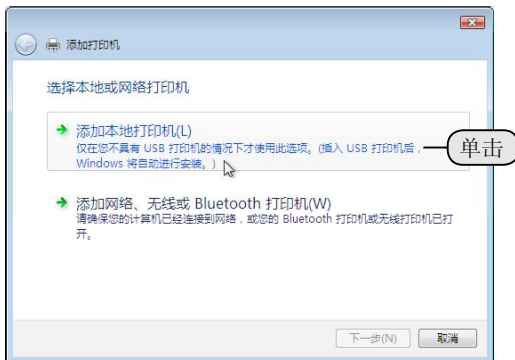 添加打印机
选择本地或网络打印机
添加本地打印机(L)
仅在您不具有 USB 打印机的情况下才使用此选项。(插入 USB 打印机后，
Windows 将自动进行安装。)
单击
添加网络、无线或 Bluetooth 打印机(W)
请确保您的计算机已经连接到网络，或您的 Bluetooth 打印机或无线打印机已打
开。
下一步(N)
取消